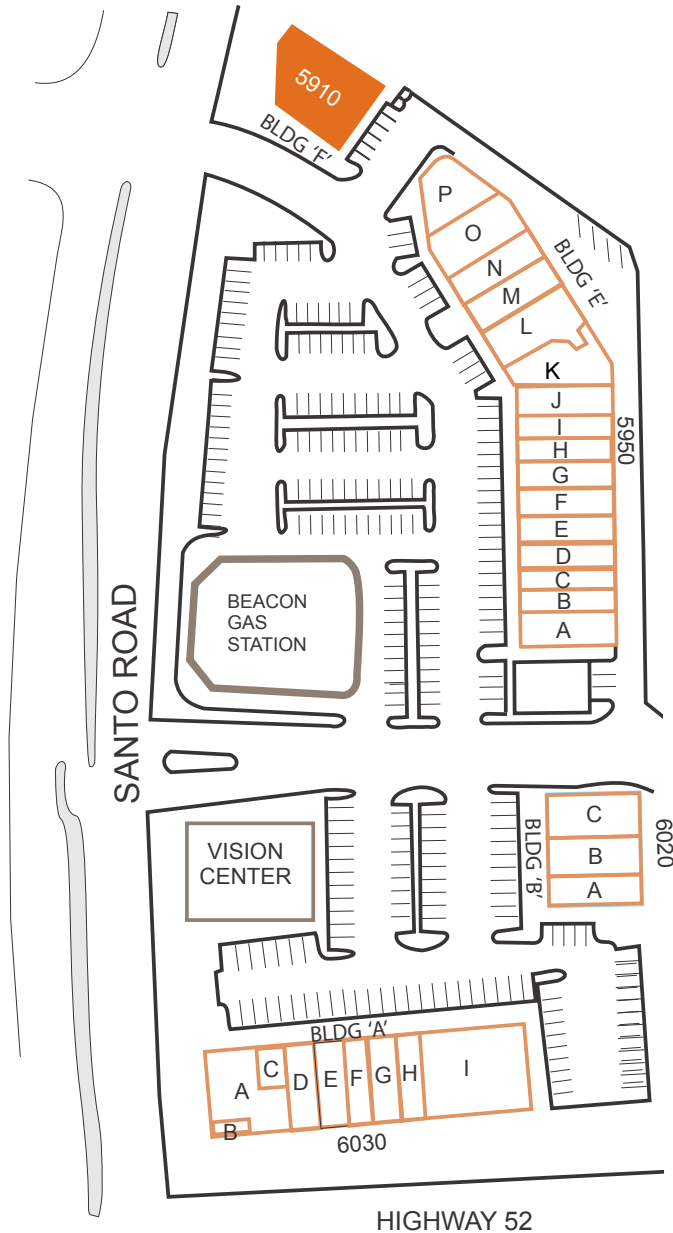 5910
BLDG ‘F’
P
O
N
M
L
K
BLDG ‘E’
J
I
H
G
F
E
D
C
B
A
5950
BEACON
GAS
STATION
SANTO ROAD
VISION
CENTER
BLDG ‘B’
C
B
A
6020
BLDG ‘A’
A
B
C
D
E
F
G
H
I
6030
HIGHWAY 52